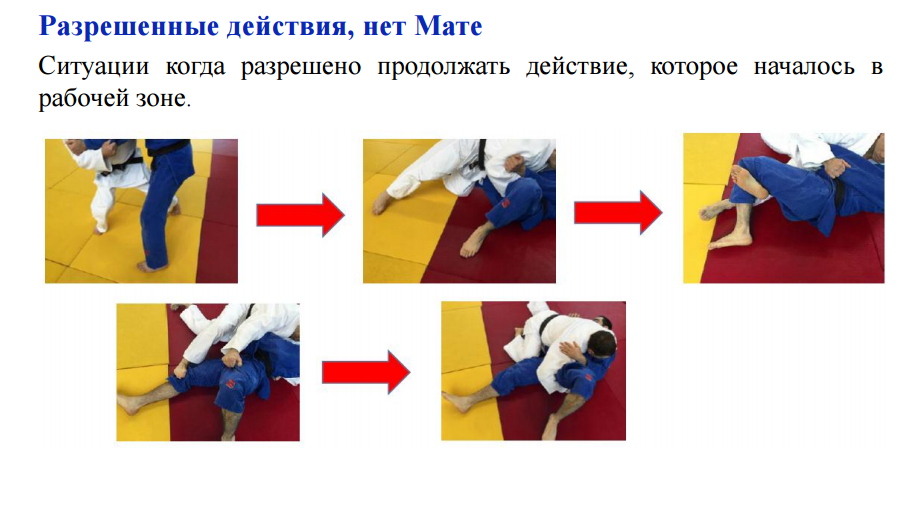 Разрешенные действия, нет Мате
Ситуации когда разрешено продолжать действие, которое началось в
рабочей зоне.